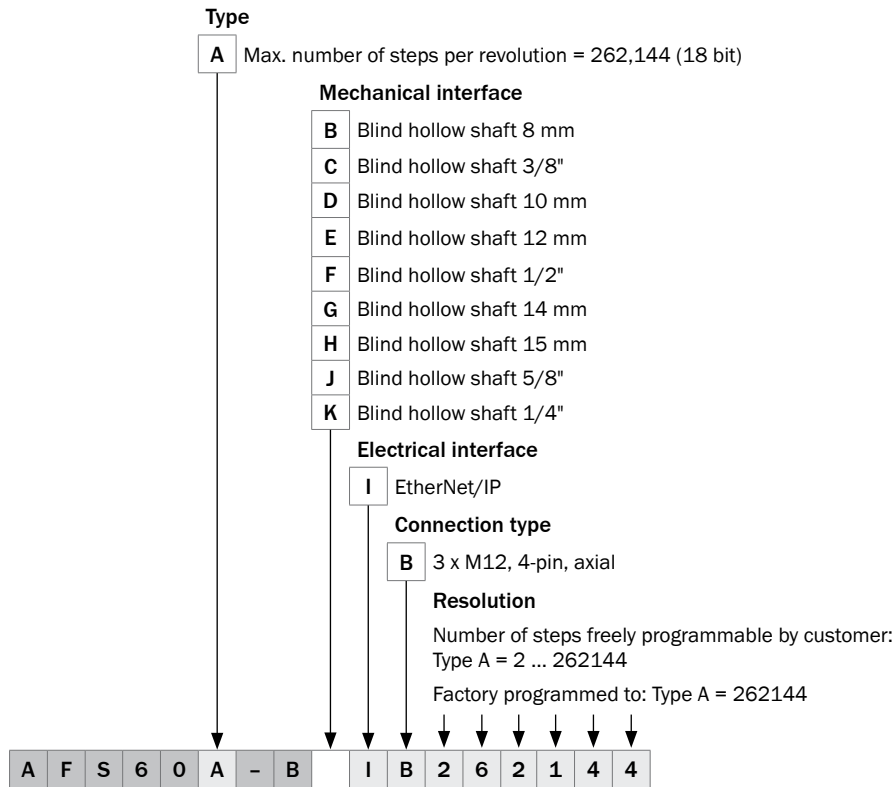 Type
A Max. number of steps per revolution = 262,144 (18 bit)
Mechanical interface
B Blind hollow shaft 8 mm
C Blind hollow shaft 3/8"
D Blind hollow shaft 10 mm
E Blind hollow shaft 12 mm
F Blind hollow shaft 1/2"
G Blind hollow shaft 14 mm
H Blind hollow shaft 15 mm
J Blind hollow shaft 5/8"
K Blind hollow shaft 1/4"
Electrical interface
I EtherNet/IP
Connection type
B 3 x M12, 4-pin, axial
Resolution
Number of steps freely programmable by customer:
Type A = 2 ... 262144
Factory programmed to: Type A = 262144
A F S 6 0 A – B I B 2 6 2 1 4 4